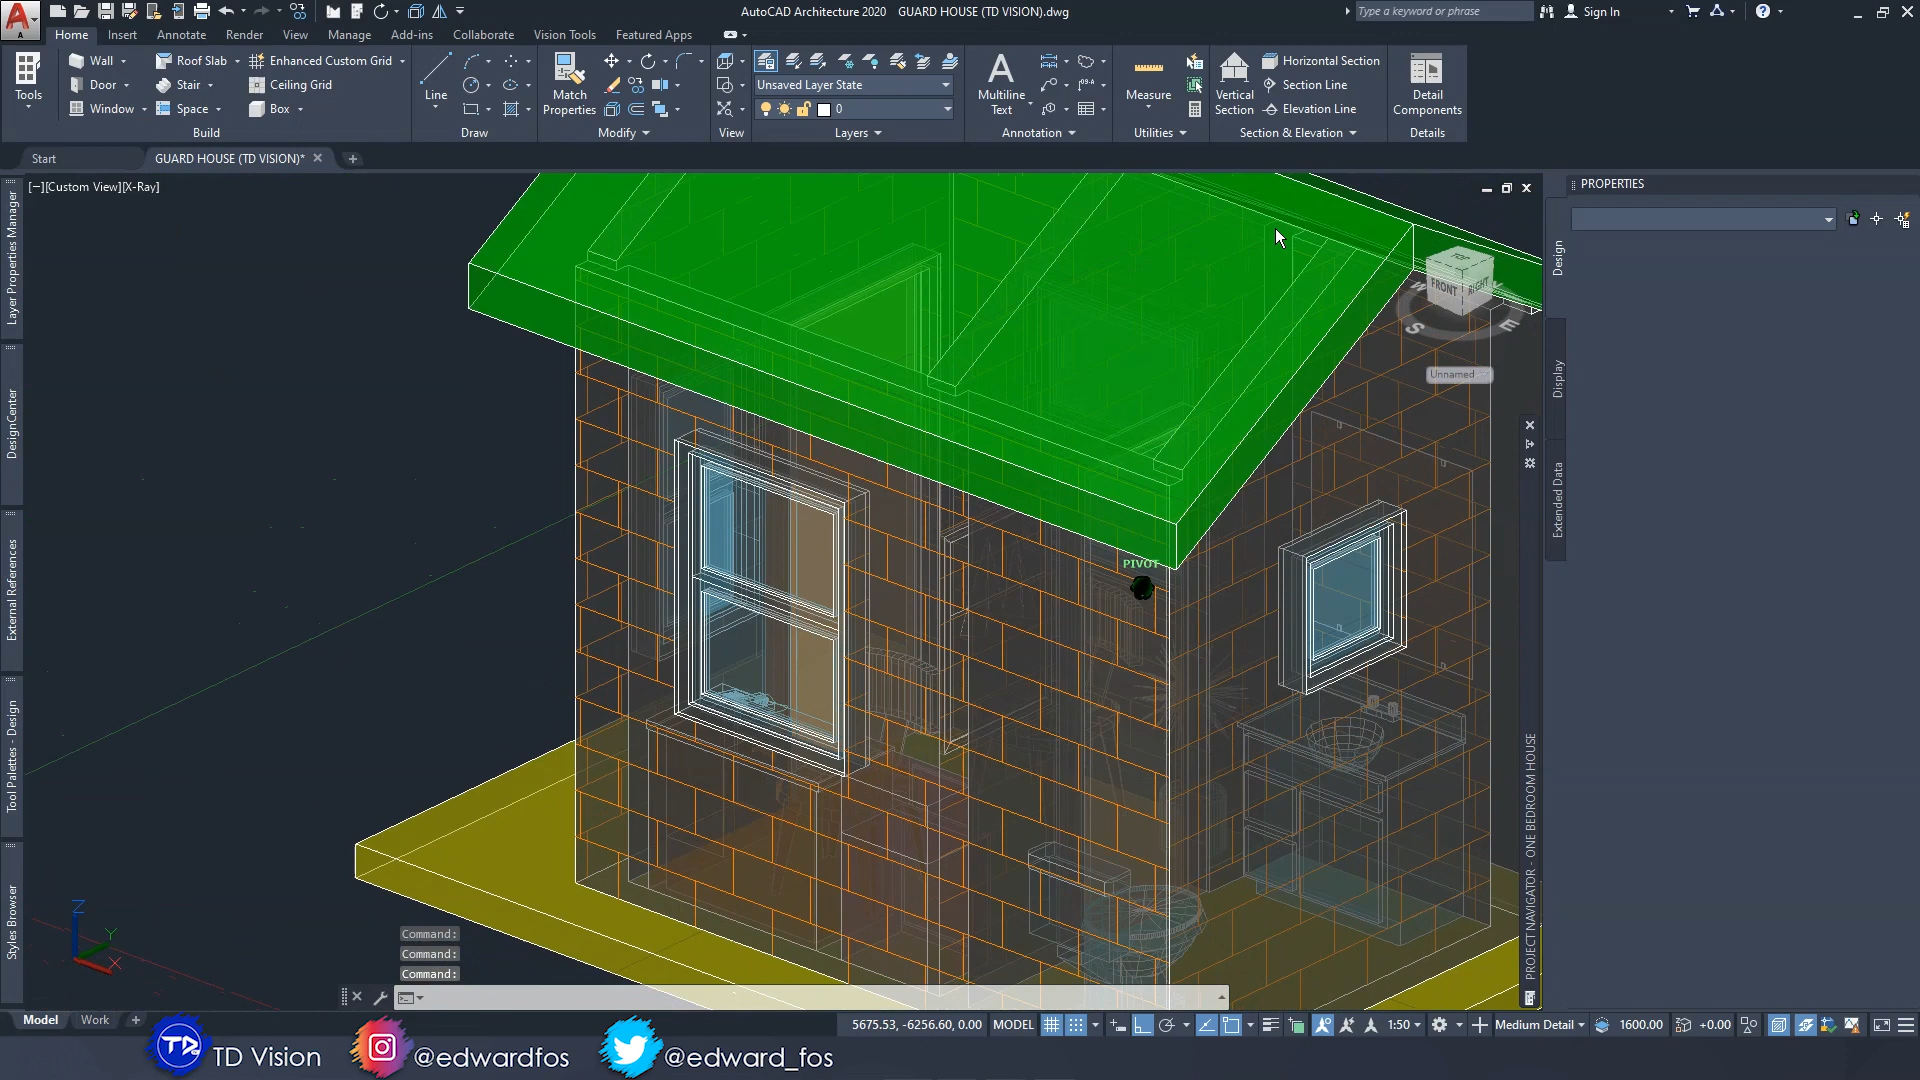 AutoCAD Architecture 2020 GUARD HOUSE (TD VISION).dwg
Type a keyword or phrase
Sign In
A
Home Insert Annotate Render View Manage Add-ins Collaborate Vision Tools Featured Apps
Tools
Wall
Door
Window
Roof Slab
Stair
Space
Enhanced Custom Grid
Ceiling Grid
Box
Build
Line
Draw
Match
Properties
Modify
View
Unsaved Layer State
0
Layers
Multiline
Text
Annotation
Measure
Utilities
Vertical
Section
Horizontal Section
Section Line
Elevation Line
Section & Elevation
Detail
Components
Details
Start
GUARD HOUSE (TD VISION)*
[−][Custom View][X-Ray]
PROPERTIES
Layer Properties Manager
DesignCenter
External References
Tool Palettes - Design
Styles Browser
TOP
FRONT
RIGHT
W
S
E
Unnamed
Design
Display
Extended Data
PIVOT
PROJECT NAVIGATOR - ONE BEDROOM HOUSE
Z
Y
X
Command:
Command:
Command:
Model
Work
5675.53, -6256.60, 0.00 MODEL
1:50
Medium Detail
1600.00
+0.00
TD
TD Vision
@edwardfos
@edward_fos